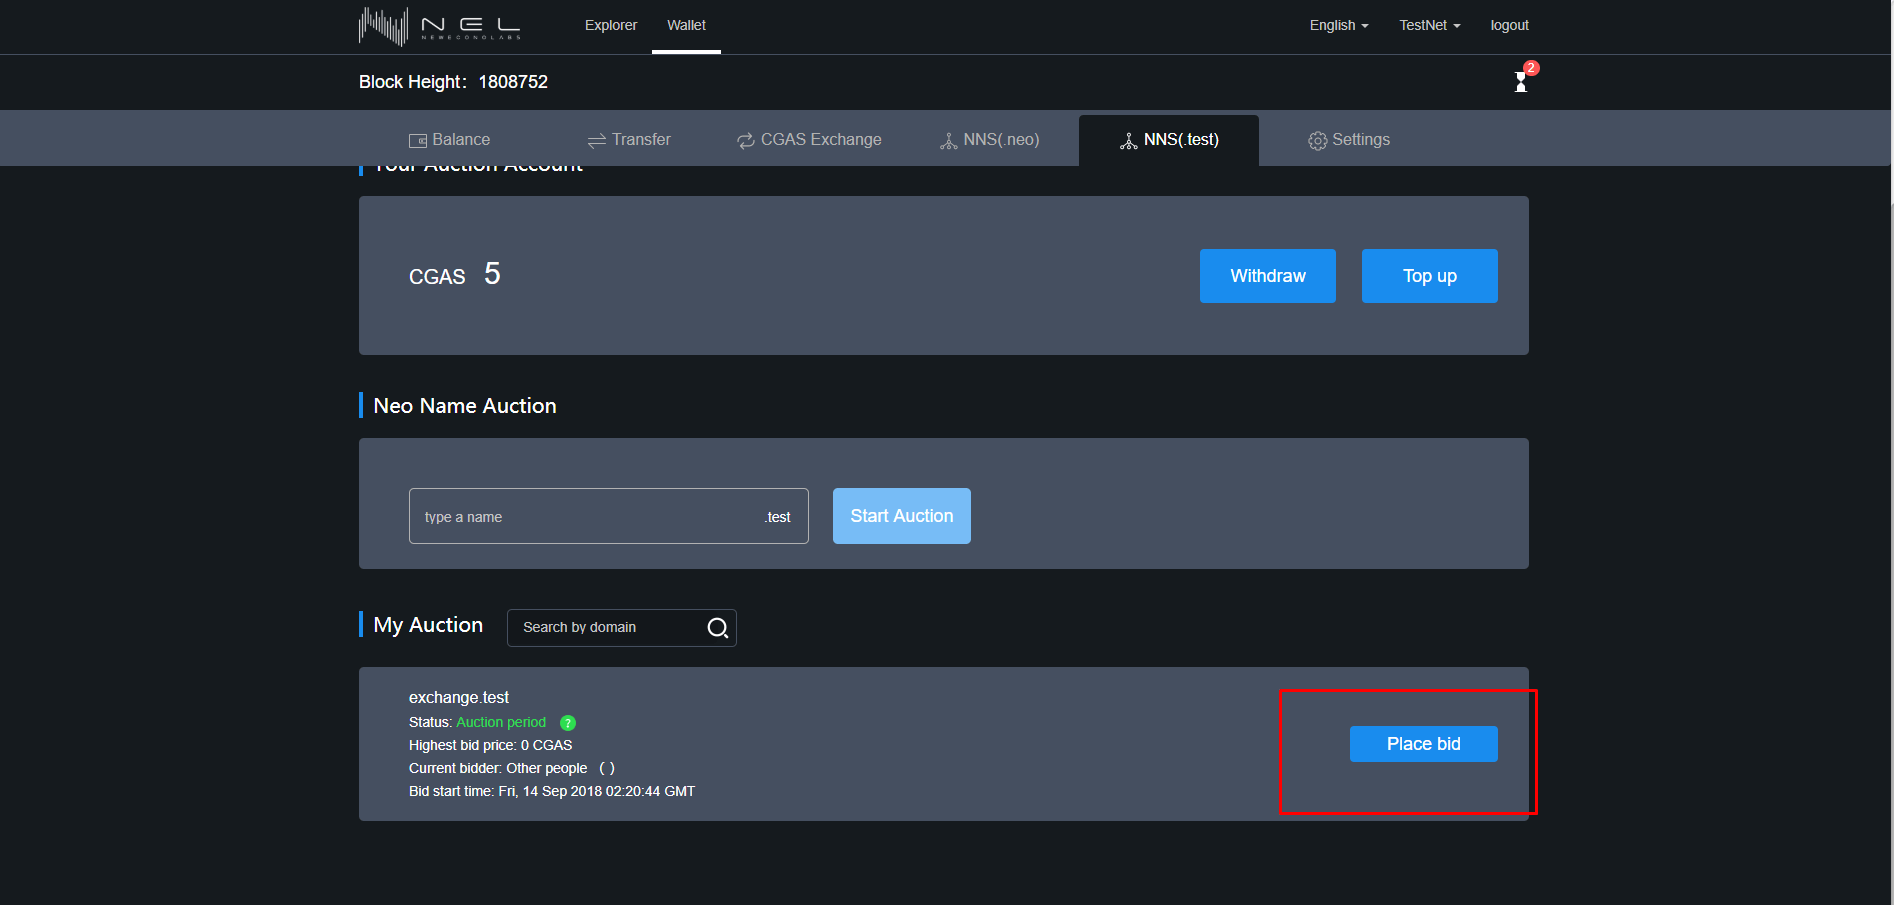 NEL
NEWECONOLABS
Explorer
Wallet
English
TestNet
logout
Block Height：1808752
2
Balance
Transfer
CGAS Exchange
NNS(.neo)
NNS(.test)
Settings
Your Auction Account
CGAS 5
Withdraw
Top up
Neo Name Auction
type a name
.test
Start Auction
My Auction
Search by domain
exchange.test
Status: Auction period ?
Highest bid price: 0 CGAS
Current bidder: Other people ( )
Bid start time: Fri, 14 Sep 2018 02:20:44 GMT
Place bid